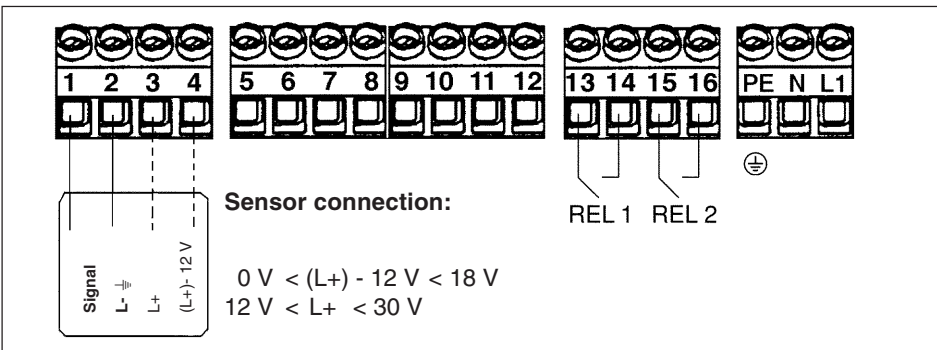 1 2 3 4 5 6 7 8 9 10 11 12 13 14 15 16 PE N L1
Sensor connection:
REL 1 REL 2
Signal
L-
L+
(L+)- 12 V
0 V < (L+) - 12 V < 18 V
12 V < L+ < 30 V